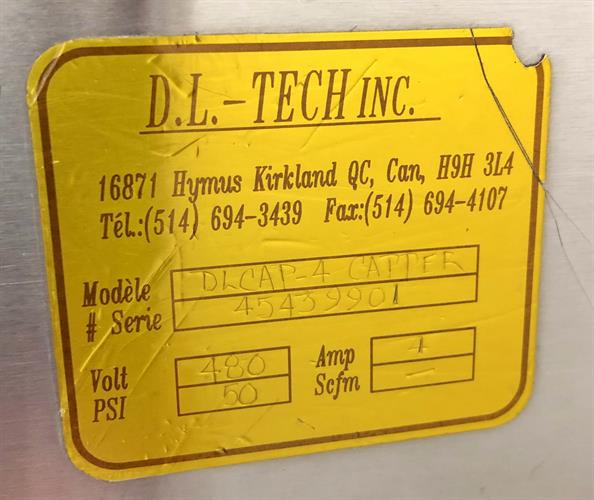 D.L.-TECH INC.
16871 Hymus Kirkland QC, Can, H9H 3L4
Tél.:(514) 694-3439 Fax:(514) 694-4107
Modèle DLCAP-4 CAPPER
# Serie 45439901
Volt 480 Amp 4
PSI 50 Scfm —